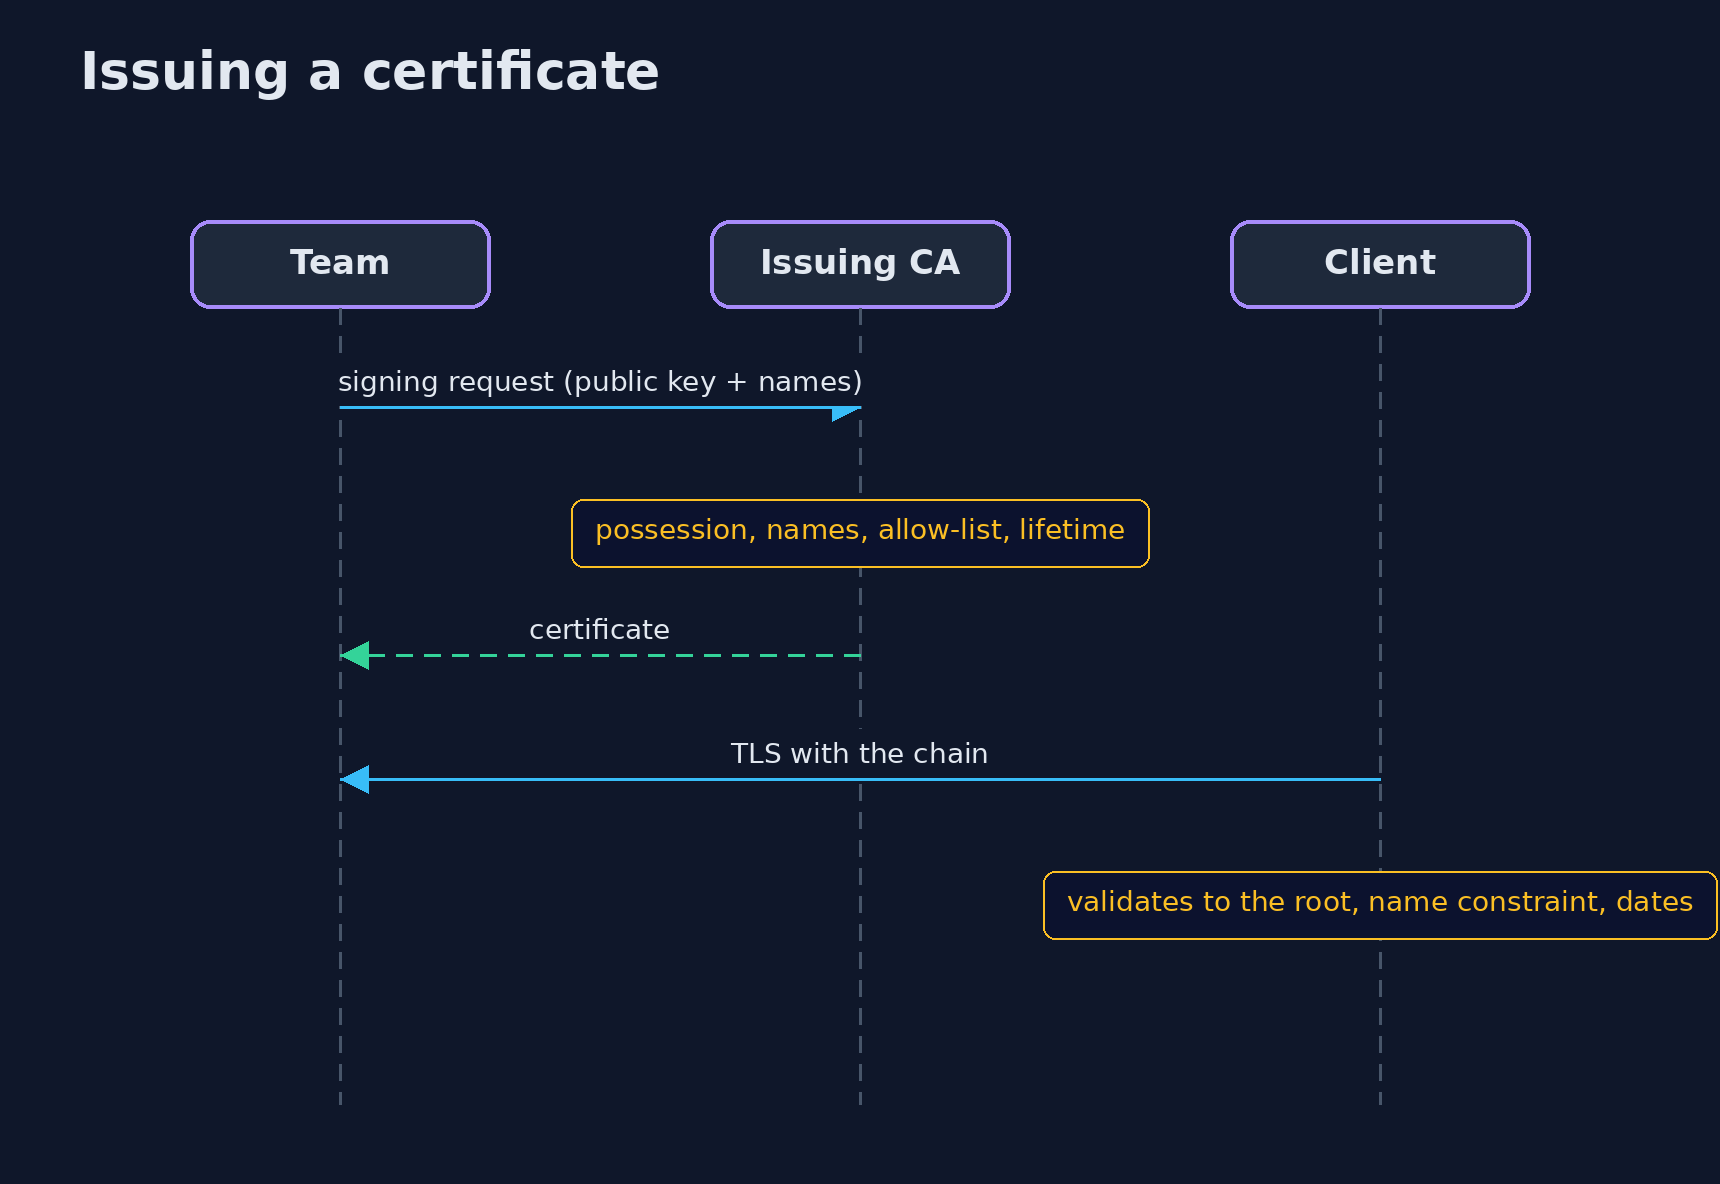 Issuing a certificate
Team
Issuing CA
Client
signing request (public key + names)
possession, names, allow-list, lifetime
certificate
TLS with the chain
validates to the root, name constraint, dates